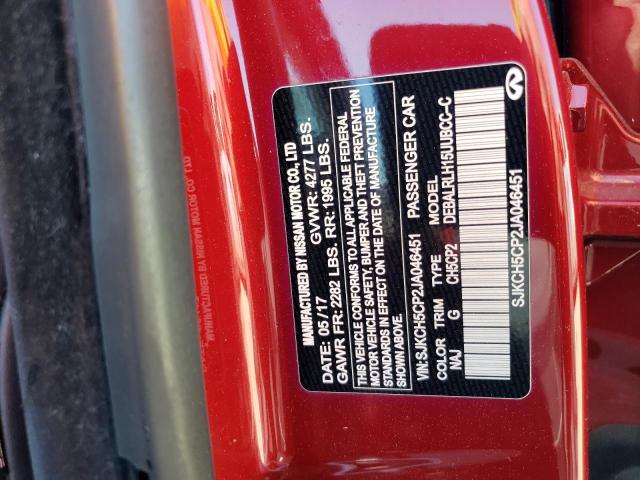 MANUFACTURED BY NISSAN MOTOR CO., LTD
DATE: 05/17 GVWR: 4277 LBS.
GAWR FR: 2282 LBS. RR: 1995 LBS.
THIS VEHICLE CONFORMS TO ALL APPLICABLE FEDERAL
MOTOR VEHICLE SAFETY, BUMPER AND THEFT PREVENTION
STANDARDS IN EFFECT ON THE DATE OF MANUFACTURE
SHOWN ABOVE.
VIN:SJKCH5CP2JA046451 PASSENGER CAR
COLOR TRIM TYPE MODEL
NAJ G CH5CP2 DEBALRLH15UUBCC-C
SJKCH5CP2JA046451